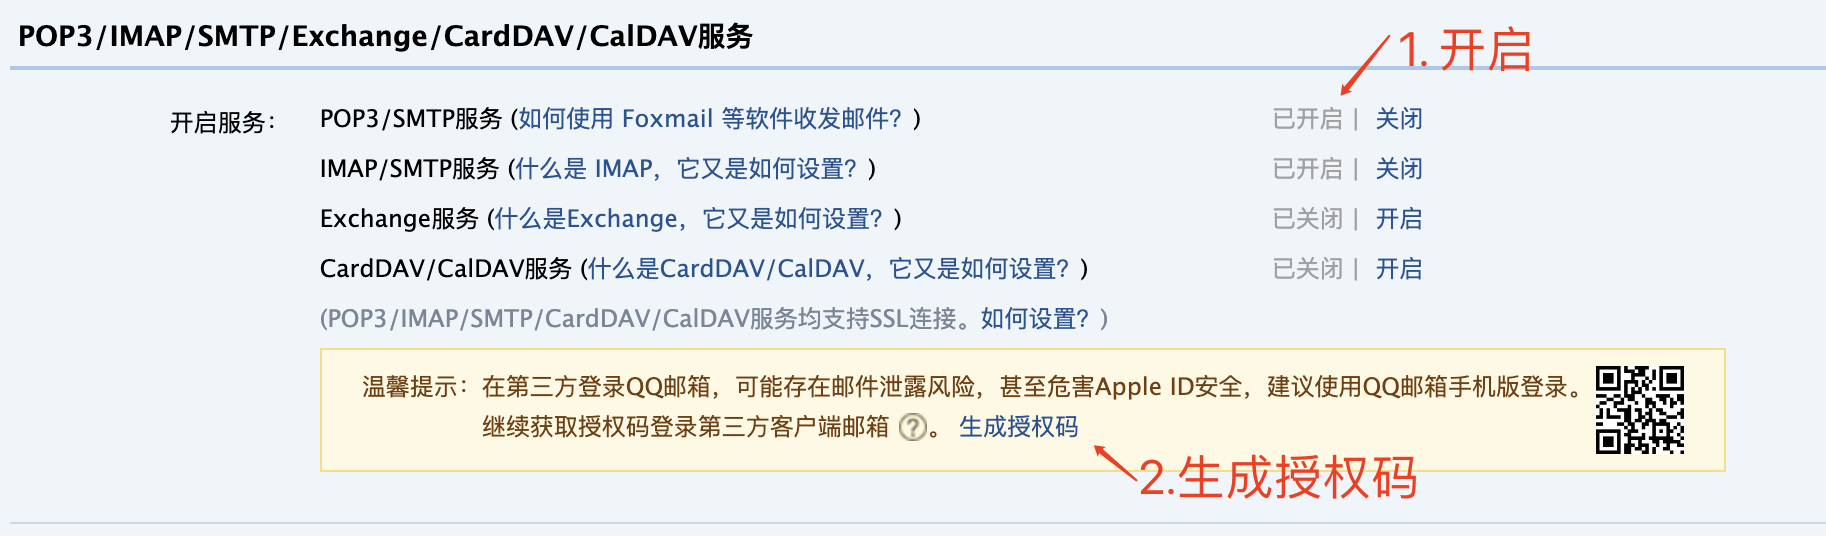 POP3/IMAP/SMTP/Exchange/CardDAV/CalDAV服务
1. 开启
开启服务： POP3/SMTP服务 (如何使用 Foxmail 等软件收发邮件？) 已开启 | 关闭
IMAP/SMTP服务 (什么是 IMAP，它又是如何设置？) 已开启 | 关闭
Exchange服务 (什么是Exchange，它又是如何设置？) 已关闭 | 开启
CardDAV/CalDAV服务 (什么是CardDAV/CalDAV，它又是如何设置？) 已关闭 | 开启
(POP3/IMAP/SMTP/CardDAV/CalDAV服务均支持SSL连接。如何设置？)
温馨提示：在第三方登录QQ邮箱，可能存在邮件泄露风险，甚至危害Apple ID安全，建议使用QQ邮箱手机版登录。
继续获取授权码登录第三方客户端邮箱 ?。 生成授权码
2.生成授权码